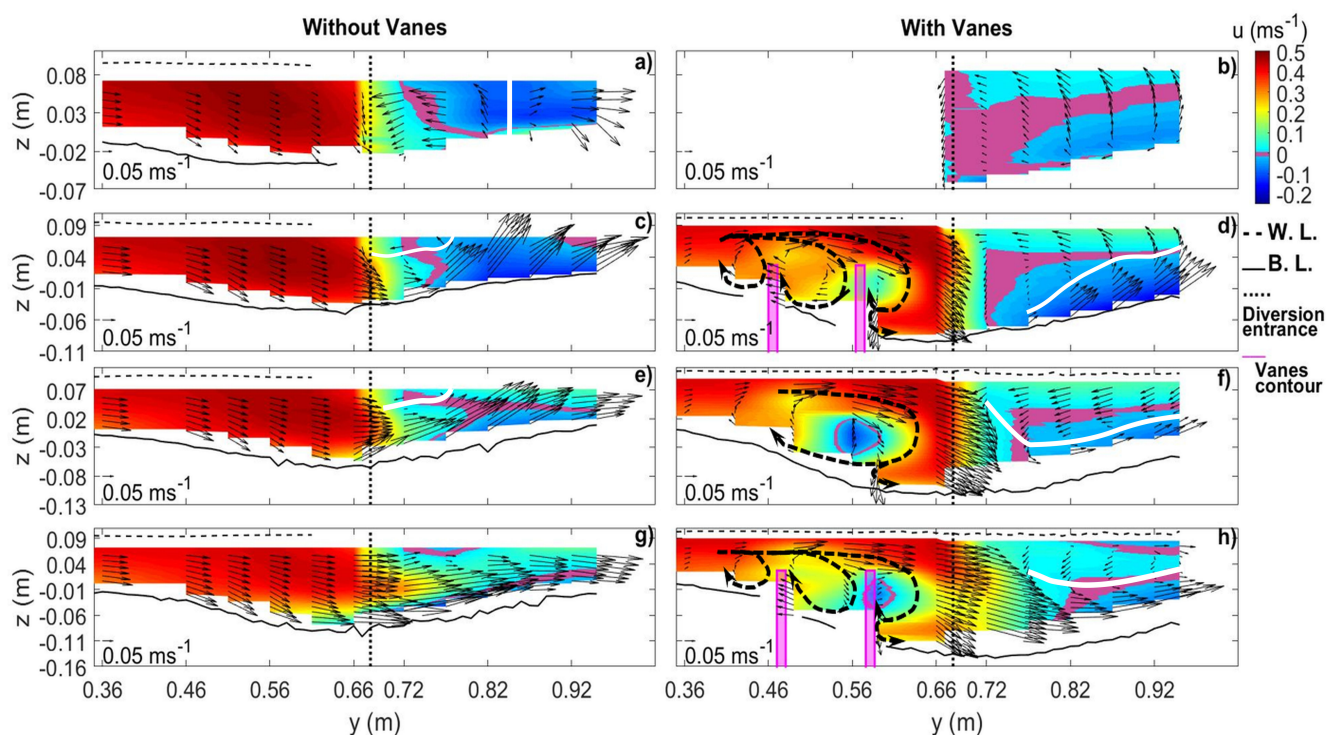 Without Vanes
With Vanes
u (ms-1)
a)
z (m)
0.08
0.03
-0.02
-0.07
0.05 ms-1
b)
0.05 ms-1
0.5
0.4
0.3
0.2
0.1
0
-0.1
-0.2
c)
z (m)
0.09
0.04
-0.01
-0.06
-0.11
0.05 ms-1
d)
0.05 ms-1
W. L.
B. L.
Diversion
entrance
Vanes
contour
e)
z (m)
0.07
0.02
-0.03
-0.08
-0.13
0.05 ms-1
f)
0.05 ms-1
g)
z (m)
0.09
0.04
-0.01
-0.06
-0.11
-0.16
0.05 ms-1
h)
0.05 ms-1
0.36 0.46 0.56 0.66 0.72 0.82 0.92
y (m)
0.36 0.46 0.56 0.66 0.72 0.82 0.92
y (m)